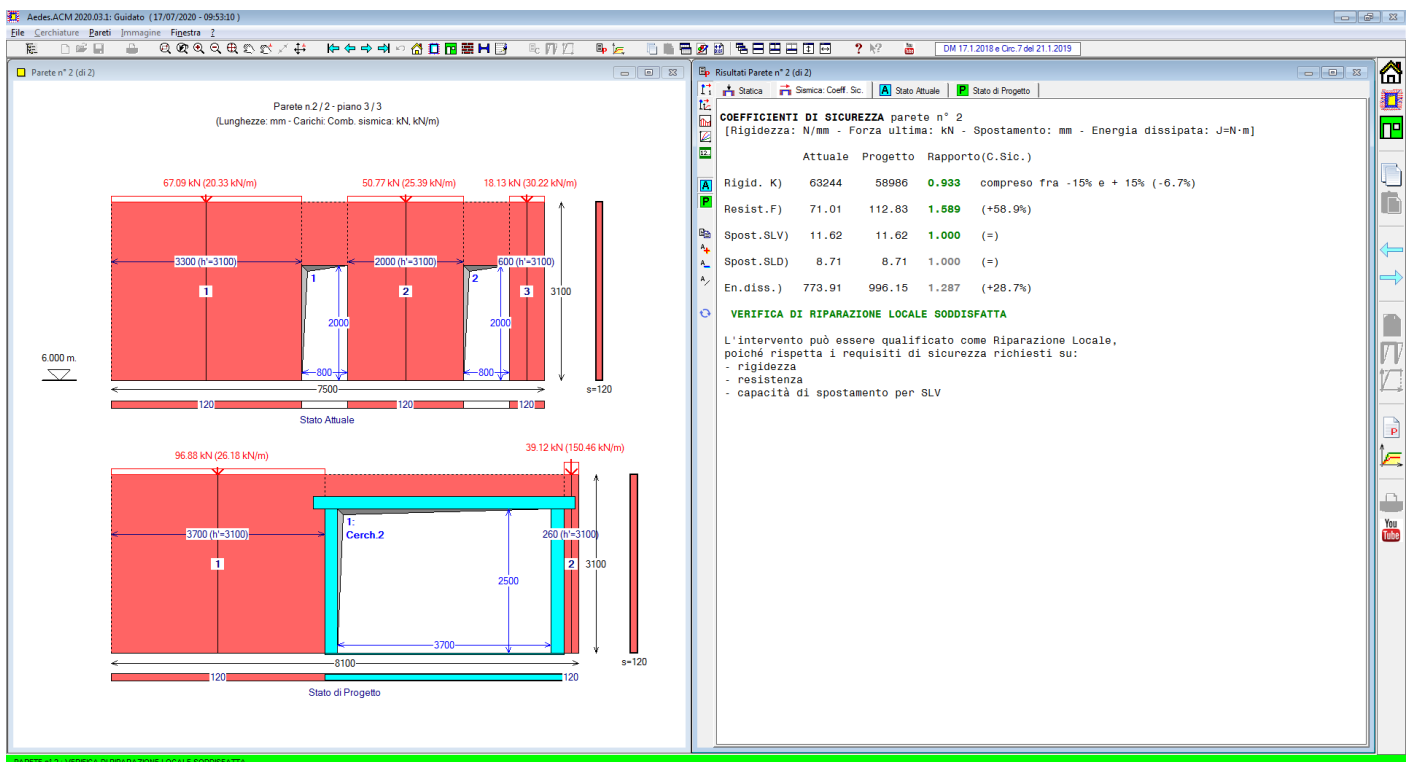 Aedes.ACM 2020.03.1: Guidato (17/07/2020 - 09:53:10 )
File Cerchiature Pareti Immagine Finestra ?
DM 17.1.2018 e Circ.7 del 21.1.2019
Parete n° 2 (di 2)
Parete n.2 / 2 - piano 3 / 3
(Lunghezze: mm - Carichi: Comb. sismica: kN, kN/m)
67.09 kN (20.33 kN/m)
50.77 kN (25.39 kN/m)
18.13 kN (30.22 kN/m)
3300 (h'=3100)
2000 (h'=3100)
600 (h'=3100)
1
2
1
2
3
3100
2000
2000
6.000 m.
800
800
7500
s=120
120
120
120
Stato Attuale
96.88 kN (26.18 kN/m)
39.12 kN (150.46 kN/m)
1:
Cerch.2
3700 (h'=3100)
260 (h'=3100)
1
2
3100
2500
3700
8100
s=120
120
120
Stato di Progetto
Risultati Parete n° 2 (di 2)
Statica
Sismica: Coeff. Sic.
A Stato Attuale
P Stato di Progetto
COEFFICIENTI DI SICUREZZA parete n° 2
[Rigidezza: N/mm - Forza ultima: kN - Spostamento: mm - Energia dissipata: J=N·m]
Attuale Progetto Rapporto(C.Sic.)
Rigid. K) 63244 58986 0.933 compreso fra -15% e + 15% (-6.7%)
Resist.F) 71.01 112.83 1.589 (+58.9%)
Spost.SLV) 11.62 11.62 1.000 (=)
Spost.SLD) 8.71 8.71 1.000 (=)
En.diss.) 773.91 996.15 1.287 (+28.7%)
VERIFICA DI RIPARAZIONE LOCALE SODDISFATTA
L'intervento può essere qualificato come Riparazione Locale,
poiché rispetta i requisiti di sicurezza richiesti su:
- rigidezza
- resistenza
- capacità di spostamento per SLV
A
P
P
You
Tube
PARETE n° 2 : VERIFICA DI RIPARAZIONE LOCALE SODDISFATTA